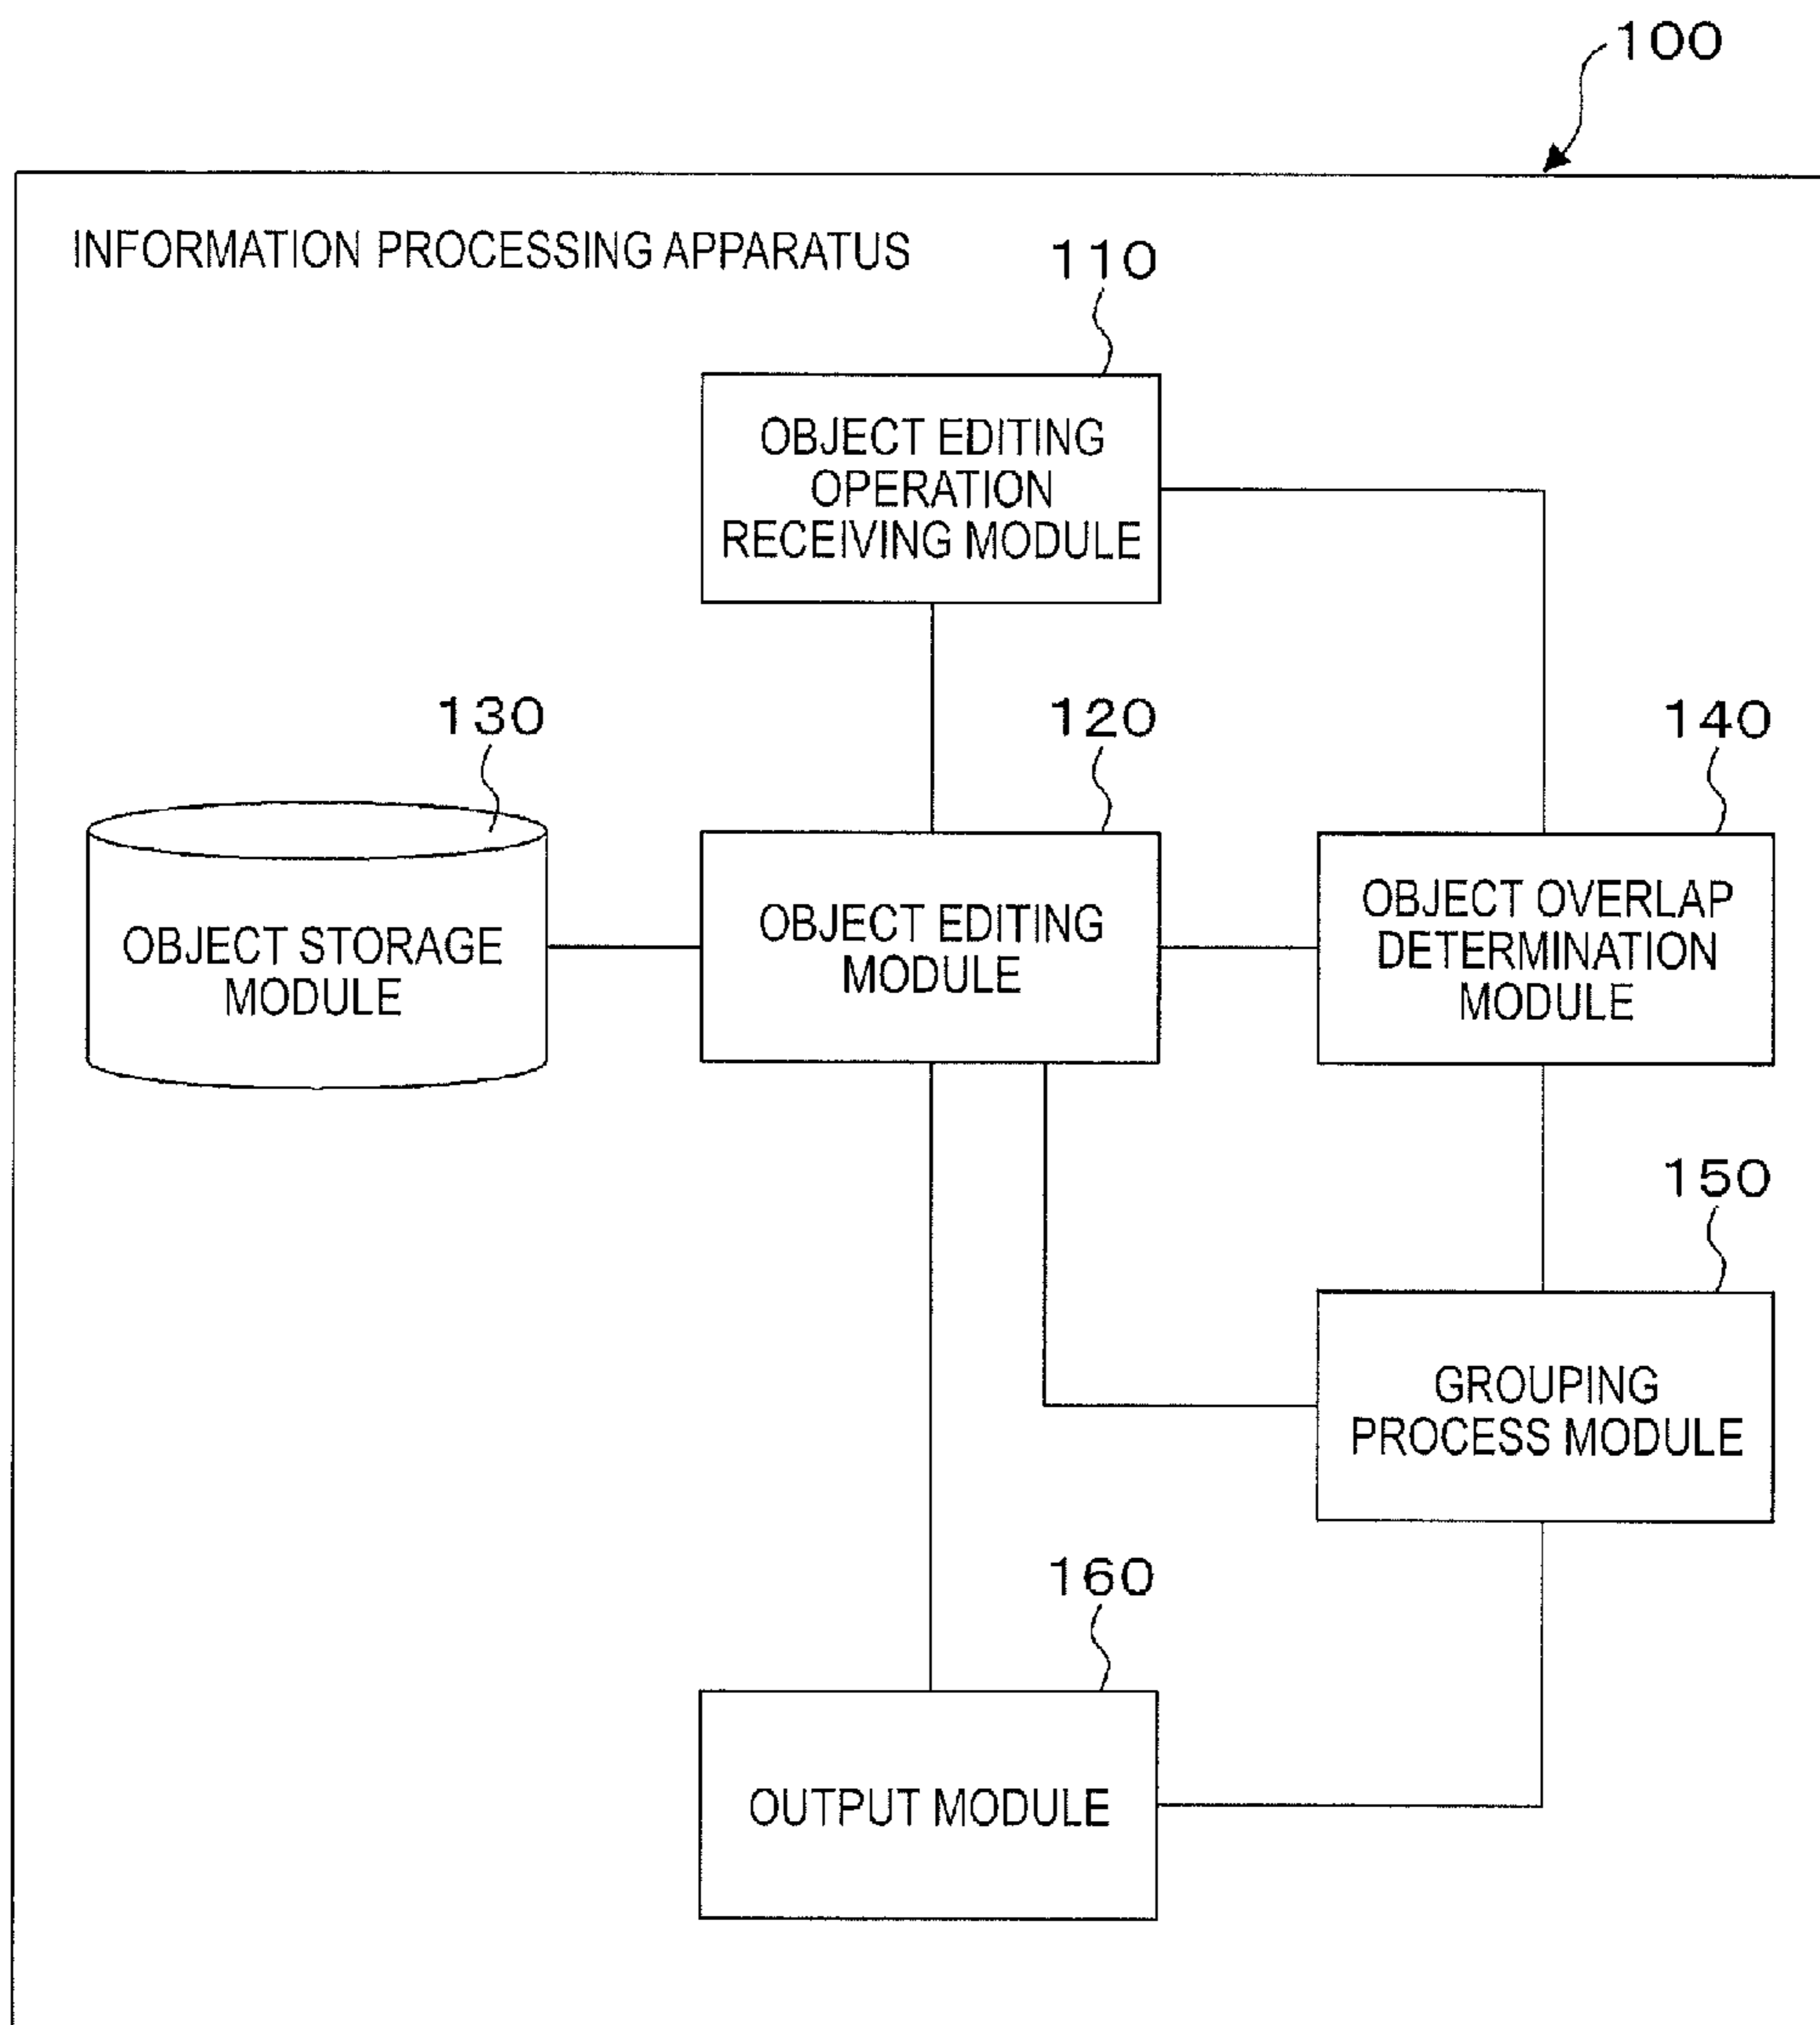 100
INFORMATION PROCESSING APPARATUS
110
OBJECT EDITING
OPERATION
RECEIVING MODULE
130
120
140
OBJECT STORAGE
MODULE
OBJECT EDITING
MODULE
OBJECT OVERLAP
DETERMINATION
MODULE
150
GROUPING
PROCESS MODULE
160
OUTPUT MODULE